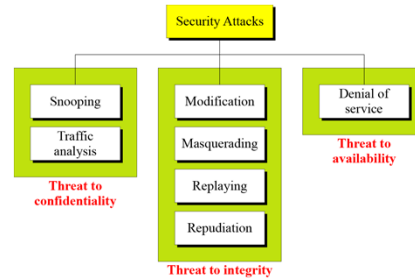 Security Attacks
Snooping
Traffic
analysis
Threat to
confidentiality
Modification
Masquerading
Replaying
Repudiation
Threat to integrity
Denial of
service
Threat to
availability